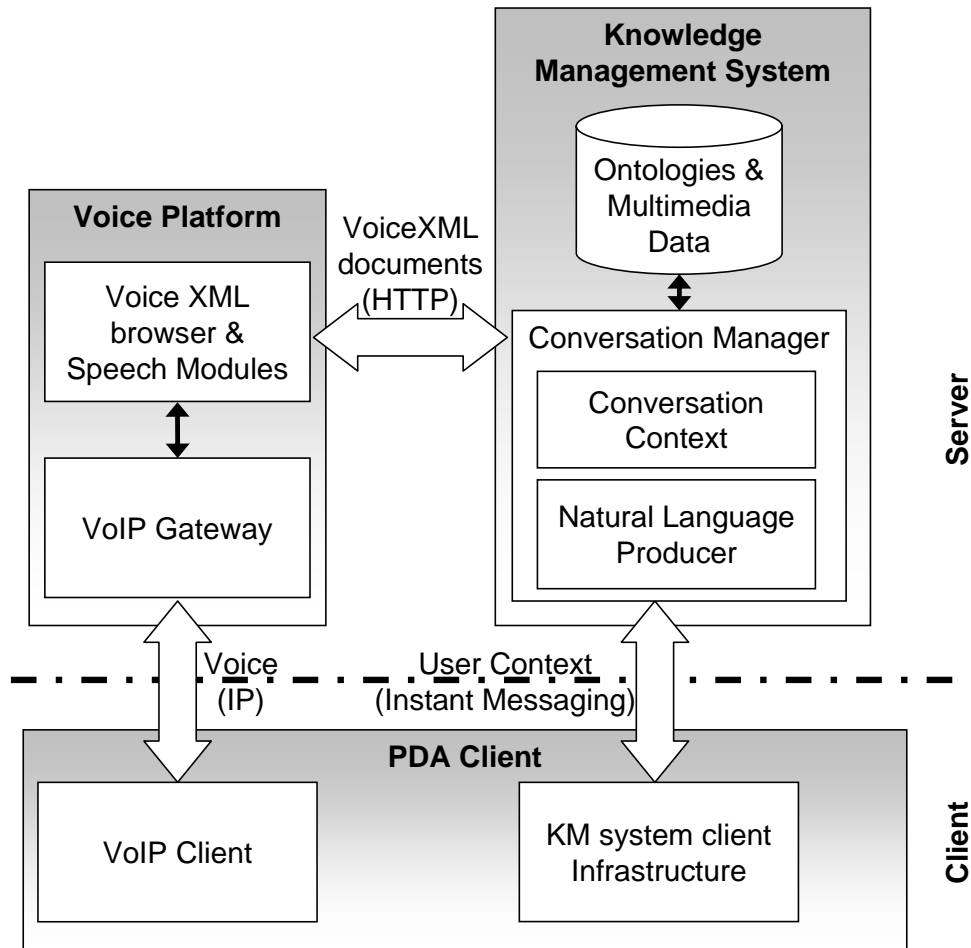 Knowledge
Management System
Ontologies &
Multimedia
Data
Voice Platform
VoiceXML
documents
(HTTP)
Voice XML
browser &
Speech Modules
Conversation Manager
Conversation
Context
Natural Language
Producer
VoIP Gateway
Server
Voice
(IP)
User Context
(Instant Messaging)
PDA Client
VoIP Client
KM system client
Infrastructure
Client